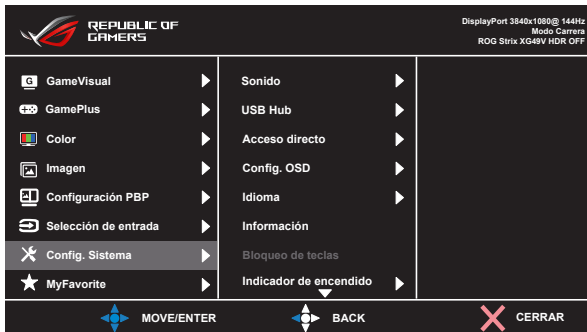 REPUBLIC OF
GAMERS
DisplayPort 3840x1080@ 144Hz
Modo Carrera
ROG Strix XG49V HDR OFF
G GameVisual
GamePlus
Color
Imagen
Configuración PBP
Selección de entrada
Config. Sistema
MyFavorite
Sonido
USB Hub
Acceso directo
Config. OSD
Idioma
Información
Bloqueo de teclas
Indicador de encendido
MOVE/ENTER
BACK
CERRAR